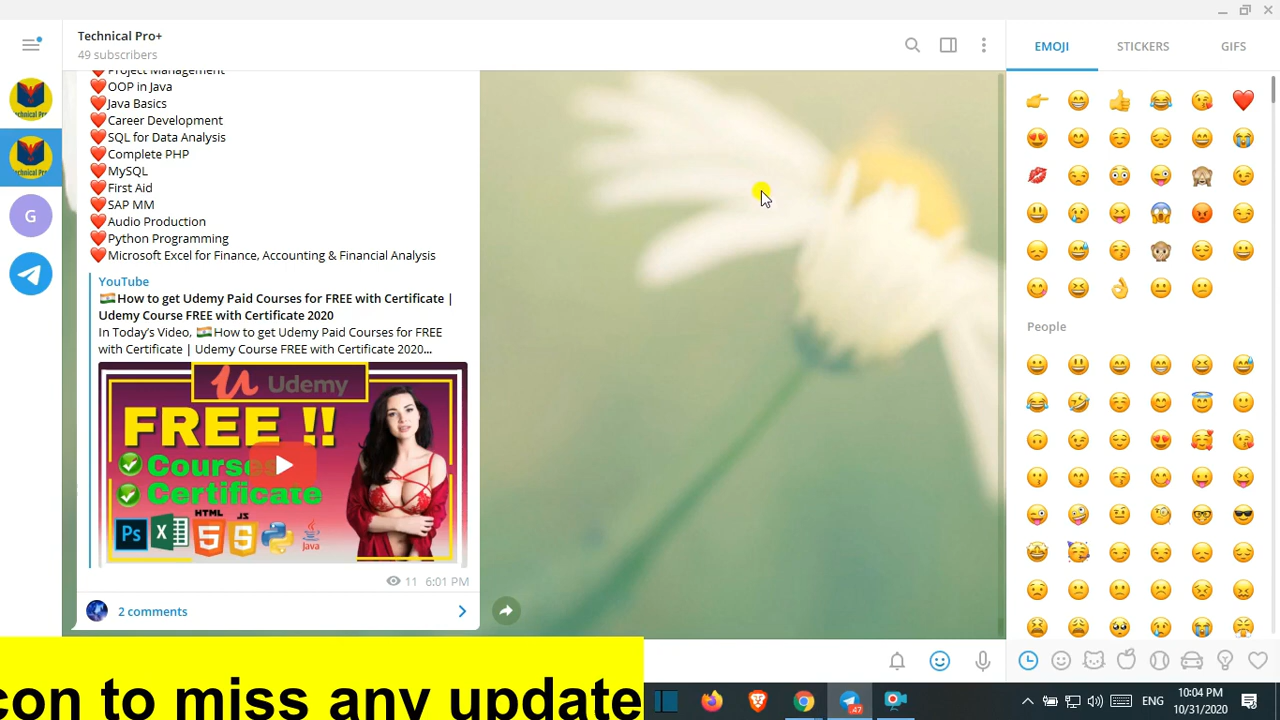 Technical Pro+
49 subscribers
EMOJI
STICKERS
GIFS
Project Management
OOP in Java
Java Basics
Career Development
SQL for Data Analysis
Complete PHP
MySQL
First Aid
SAP MM
Audio Production
Python Programming
Microsoft Excel for Finance, Accounting & Financial Analysis
YouTube
How to get Udemy Paid Courses for FREE with Certificate |
Udemy Course FREE with Certificate 2020
In Today's Video, 🇮🇳How to get Udemy Paid Courses for FREE
with Certificate | Udemy Course FREE with Certificate 2020...
Udemy
FREE !!
Courses
Certificate
Ps
X
HTML
5
JS
Java
11 6:01 PM
2 comments
G
People
con to miss any update
47
ENG
10:04 PM
10/31/2020